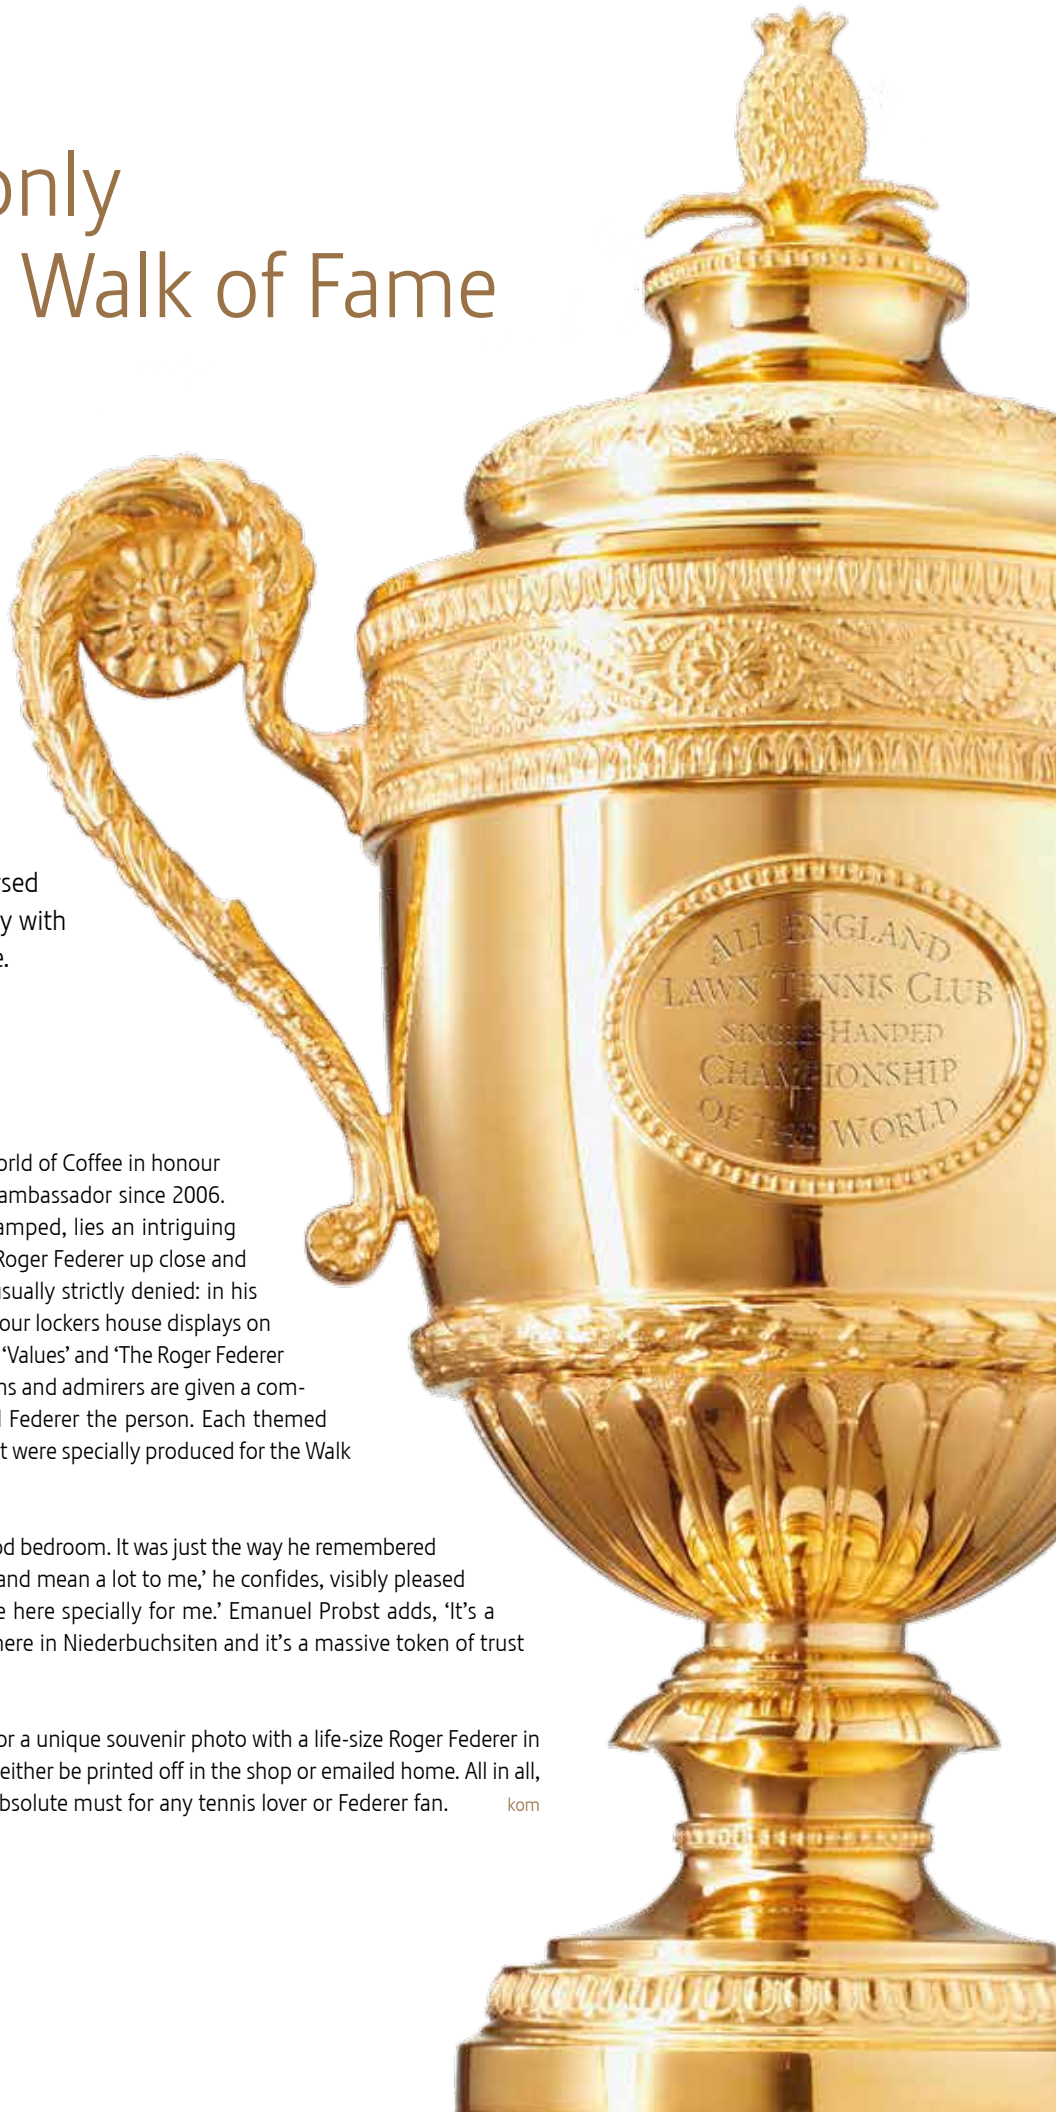 only
Walk of Fame
ALL ENGLAND
LAWN TENNIS CLUB
SINGLE-HANDED
CHAMPIONSHIP
OF THE WORLD
sed
y with
e.
orld of Coffee in honour
ambassador since 2006.
amped, lies an intriguing
Roger Federer up close and
sually strictly denied: in his
our lockers house displays on
‘Values’ and ‘The Roger Federer
ns and admirers are given a com-
Federer the person. Each themed
t were specially produced for the Walk
od bedroom. It was just the way he remembered
and mean a lot to me,’ he confides, visibly pleased
e here specially for me.’ Emanuel Probst adds, ‘It’s a
here in Niederbuchsiten and it’s a massive token of trust
or a unique souvenir photo with a life-size Roger Federer in
either be printed off in the shop or emailed home. All in all,
bsolute must for any tennis lover or Federer fan. kom